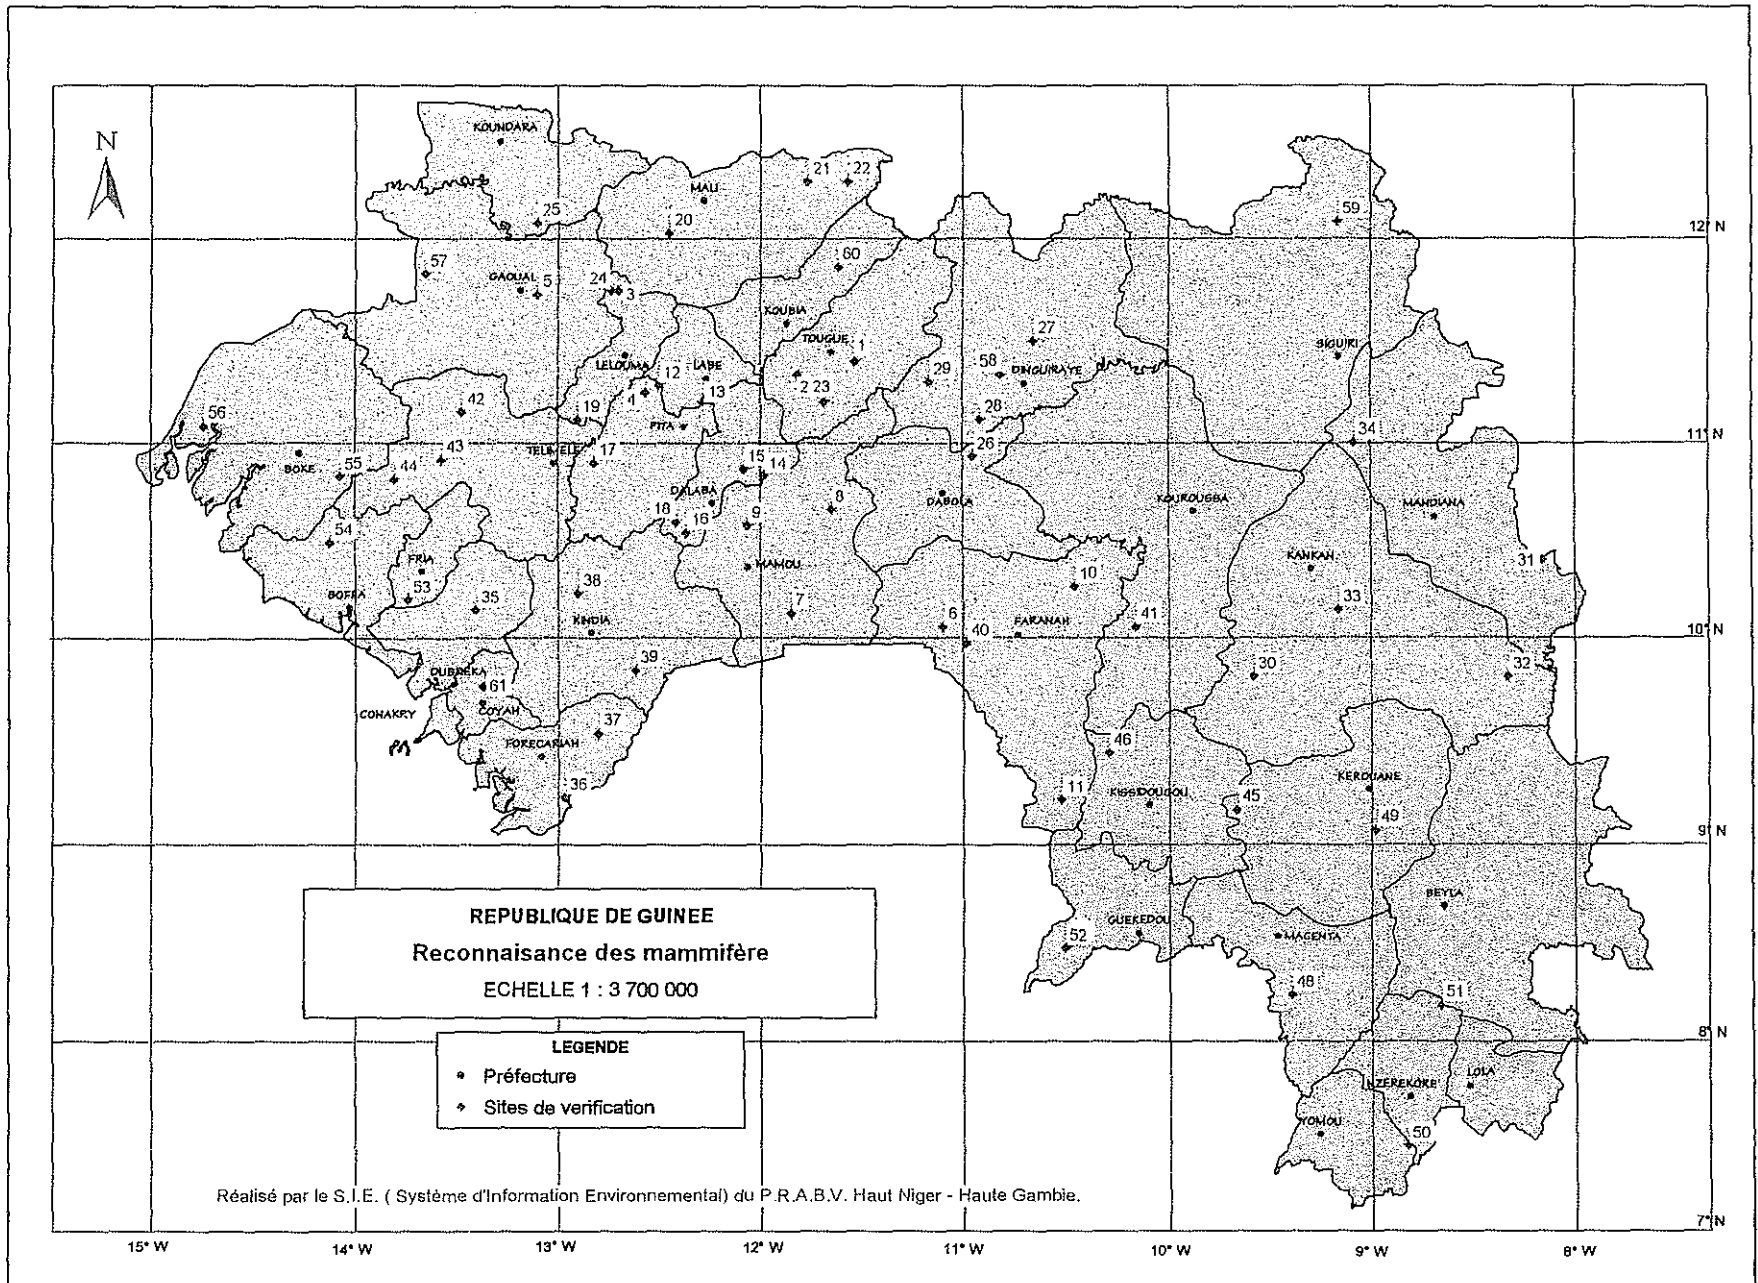 N
KOUNDARA
21
22
MALI
25
20
59
12° N
57
60
GAOUAL
5
24
3
KOUBIA
27
TOUGUE
1
SIGUIRI
LELOUMA
12
LABE
58
DINGUIRAYE
29
4
13
2
23
42
19
28
56
PITA
34
11° N
TELIMELE
17
15
14
26
43
BOKE
55
44
DALABA
DABOLA
KOUROUSSA
MANDIANA
18
16
9
8
54
FRIA
MAMOU
KANKAN
31
10
38
53
BOFFA
35
7
33
KINDIA
6
40
FARANAH
41
10° N
39
30
32
DUBREKA
61
COYAH
CONAKRY
37
FORECARIAH
46
36
11
KISSIDOUGOU
45
KEROUANE
49
9° N
BEYLA
REPUBLIQUE DE GUINEE
Reconnaisance des mammifère
ECHELLE 1 : 3 700 000
GUEKEDOU
52
MACENTA
48
51
8° N
LEGENDE
Préfecture
Sites de verification
LOLA
NZEREKORE
YOMOU
50
Réalisé par le S.I.E. ( Système d'Information Environnemental) du P.R.A.B.V. Haut Niger - Haute Gambie.
7° N
15° W
14° W
13° W
12° W
11° W
10° W
9° W
8° W